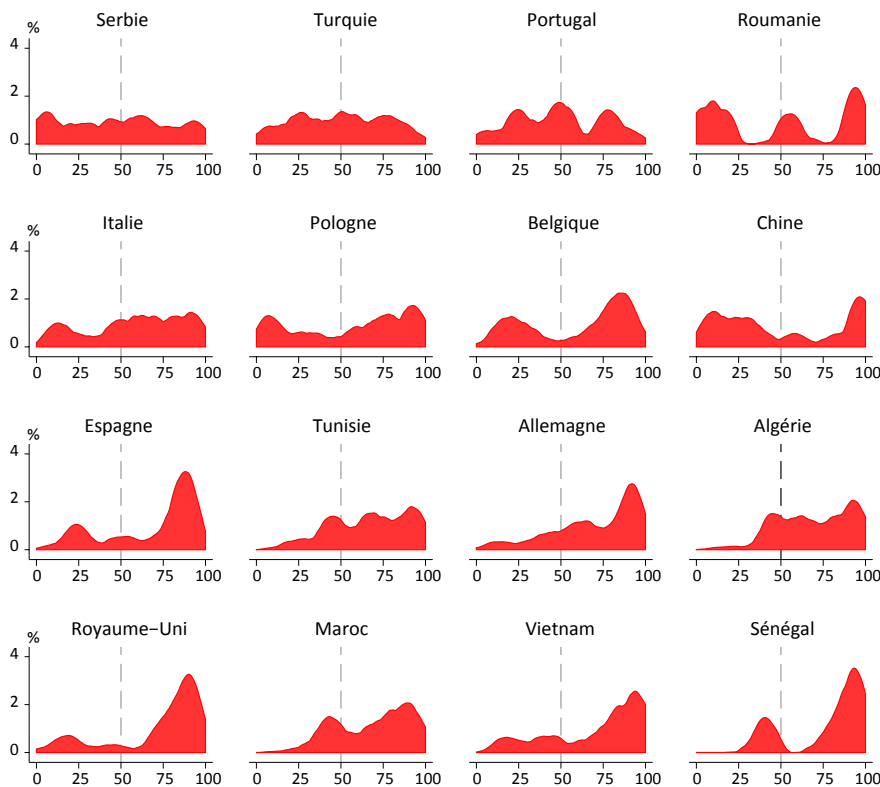 Serbie Turquie Portugal Roumanie
%
4
2
0
0 25 50 75 100 0 25 50 75 100 0 25 50 75 100 0 25 50 75 100
Italie Pologne Belgique Chine
%
4
2
0
0 25 50 75 100 0 25 50 75 100 0 25 50 75 100 0 25 50 75 100
Espagne Tunisie Allemagne Algérie
%
4
2
0
0 25 50 75 100 0 25 50 75 100 0 25 50 75 100 0 25 50 75 100
Royaume−Uni Maroc Vietnam Sénégal
%
4
2
0
0 25 50 75 100 0 25 50 75 100 0 25 50 75 100 0 25 50 75 100